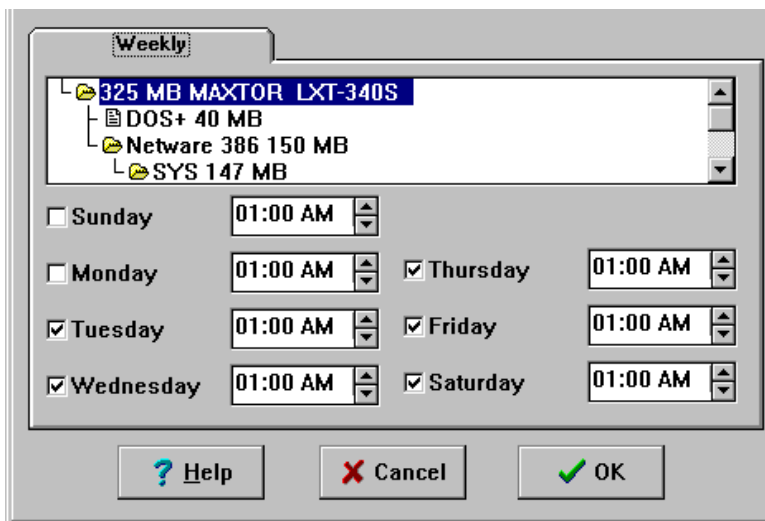 Weekly
325 MB MAXTOR LXT-340S
DOS+ 40 MB
Netware 386 150 MB
SYS 147 MB
Sunday 01:00 AM
Monday 01:00 AM Thursday 01:00 AM
Tuesday 01:00 AM Friday 01:00 AM
Wednesday 01:00 AM Saturday 01:00 AM
? Help Cancel OK